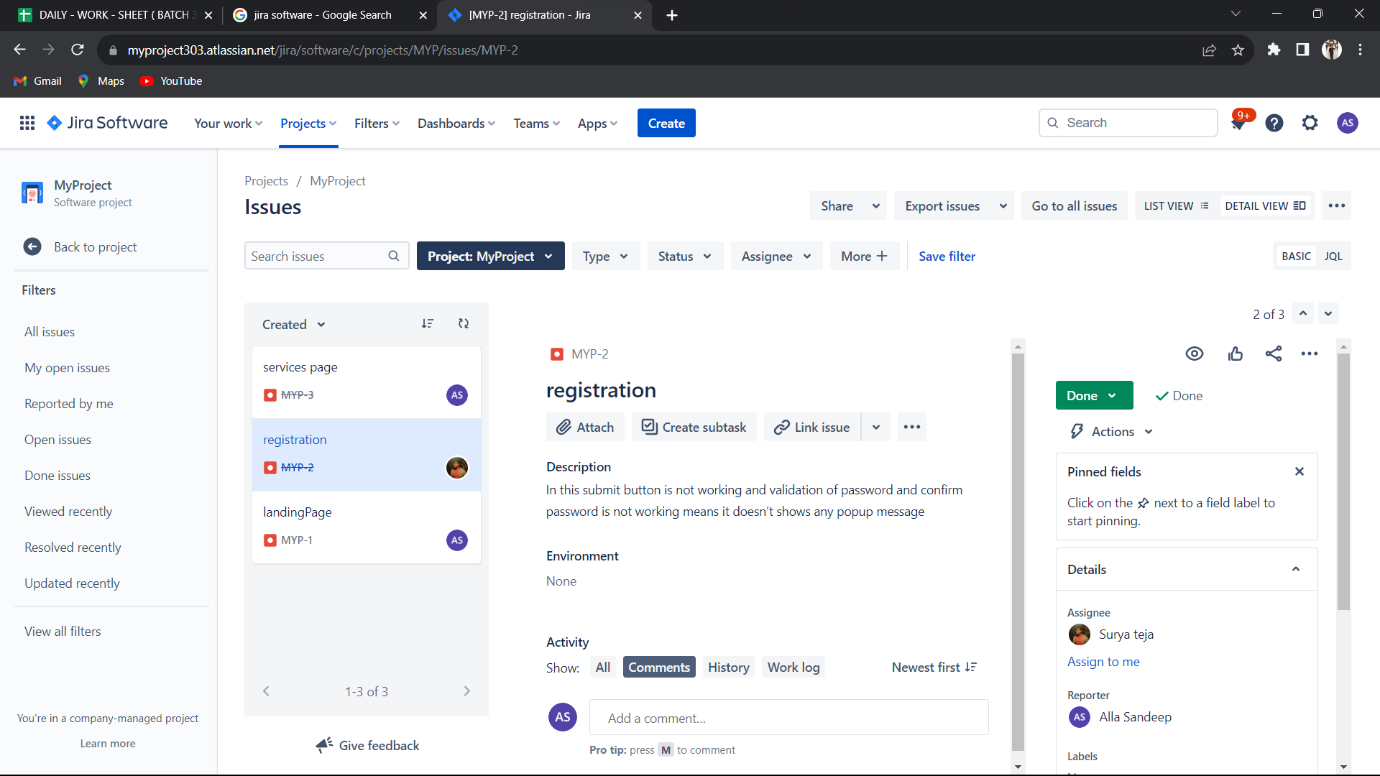 DAILY - WORK - SHEET ( BATCH 3
jira software - Google Search
[MYP-2] registration - Jira
myproject303.atlassian.net/jira/software/c/projects/MYP/issues/MYP-2
Gmail
Maps
YouTube
Jira Software
Your work
Projects
Filters
Dashboards
Teams
Apps
Create
Search
9+
AS
MyProject
Software project
Back to project
Filters
All issues
My open issues
Reported by me
Open issues
Done issues
Viewed recently
Resolved recently
Updated recently
View all filters
You're in a company-managed project
Learn more
Projects / MyProject
Issues
Share
Export issues
Go to all issues
LIST VIEW
DETAIL VIEW
Search issues
Project: MyProject
Type
Status
Assignee
More +
Save filter
BASIC
JQL
Created
services page
MYP-3
AS
registration
MYP-2
landingPage
MYP-1
AS
1-3 of 3
Give feedback
2 of 3
MYP-2
registration
Attach
Create subtask
Link issue
Description
In this submit button is not working and validation of password and confirm
password is not working means it doesn't shows any popup message
Environment
None
Activity
Show:
All
Comments
History
Work log
Newest first
AS
Add a comment...
Pro tip: press M to comment
Done
Done
Actions
Pinned fields
Click on the next to a field label to
start pinning.
Details
Assignee
Surya teja
Assign to me
Reporter
AS
Alla Sandeep
Labels